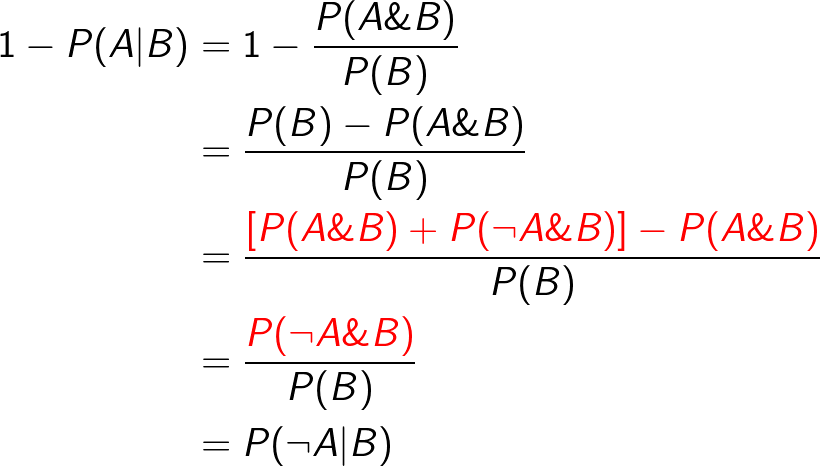 1 − P(A|B) = 1 − P(A&B) / P(B)
= P(B) − P(A&B) / P(B)
= [P(A&B) + P(¬A&B)] − P(A&B) / P(B)
= P(¬A&B) / P(B)
= P(¬A|B)